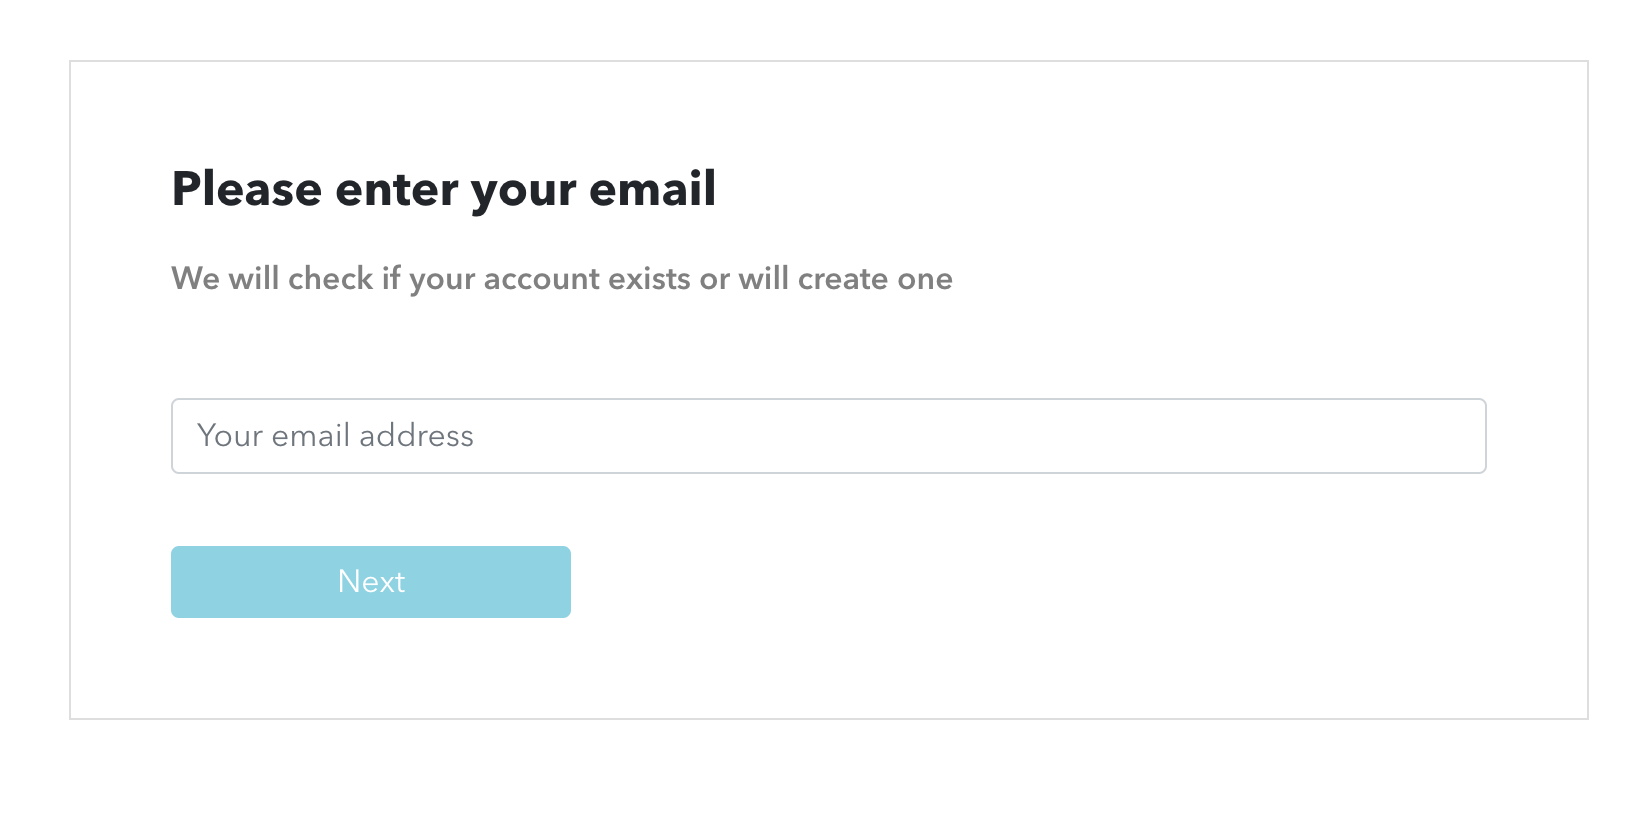 Please enter your email
We will check if your account exists or will create one
Your email address
Next